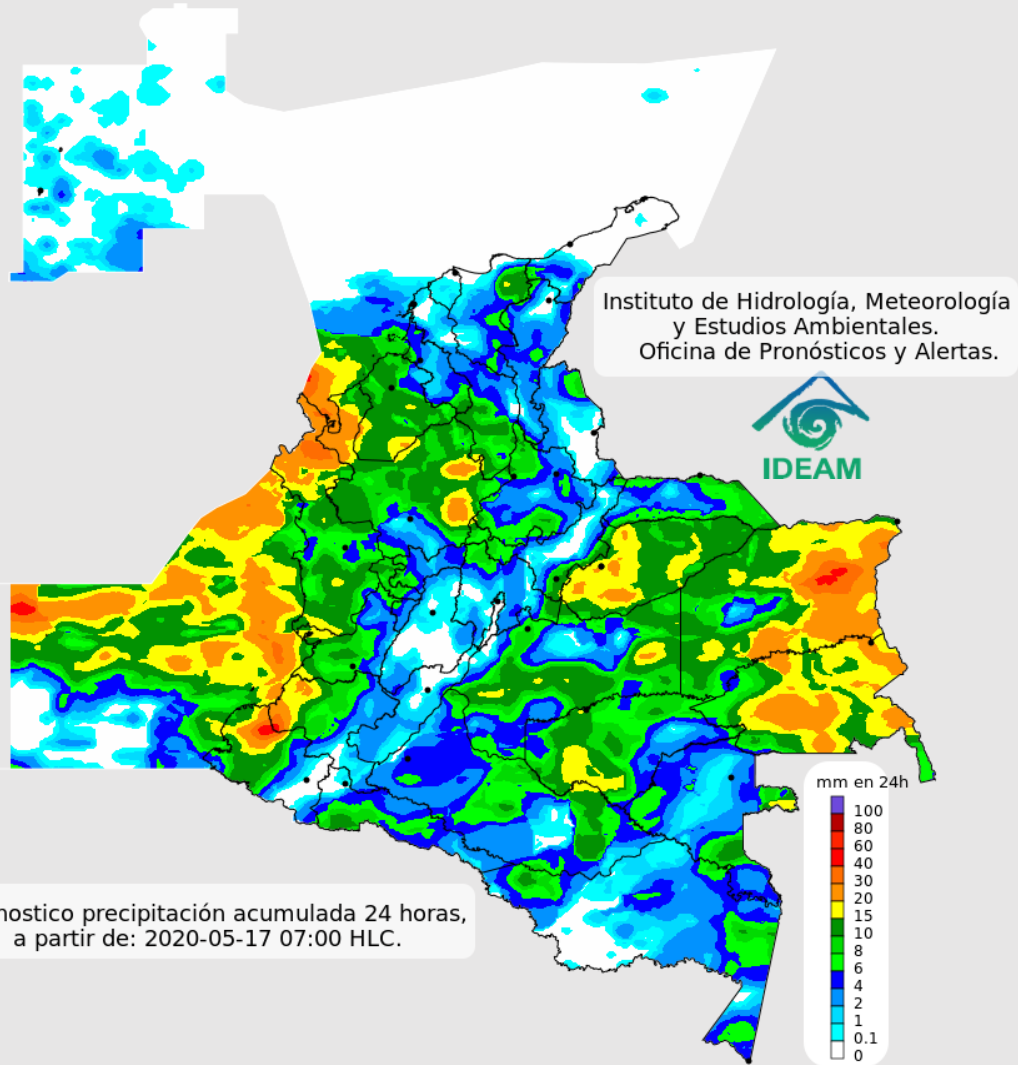 Instituto de Hidrología, Meteorología
y Estudios Ambientales.
Oficina de Pronósticos y Alertas.
IDEAM
mm en 24h
100
80
60
40
30
20
15
10
8
6
4
2
1
0.1
0
nostico precipitación acumulada 24 horas,
a partir de: 2020-05-17 07:00 HLC.